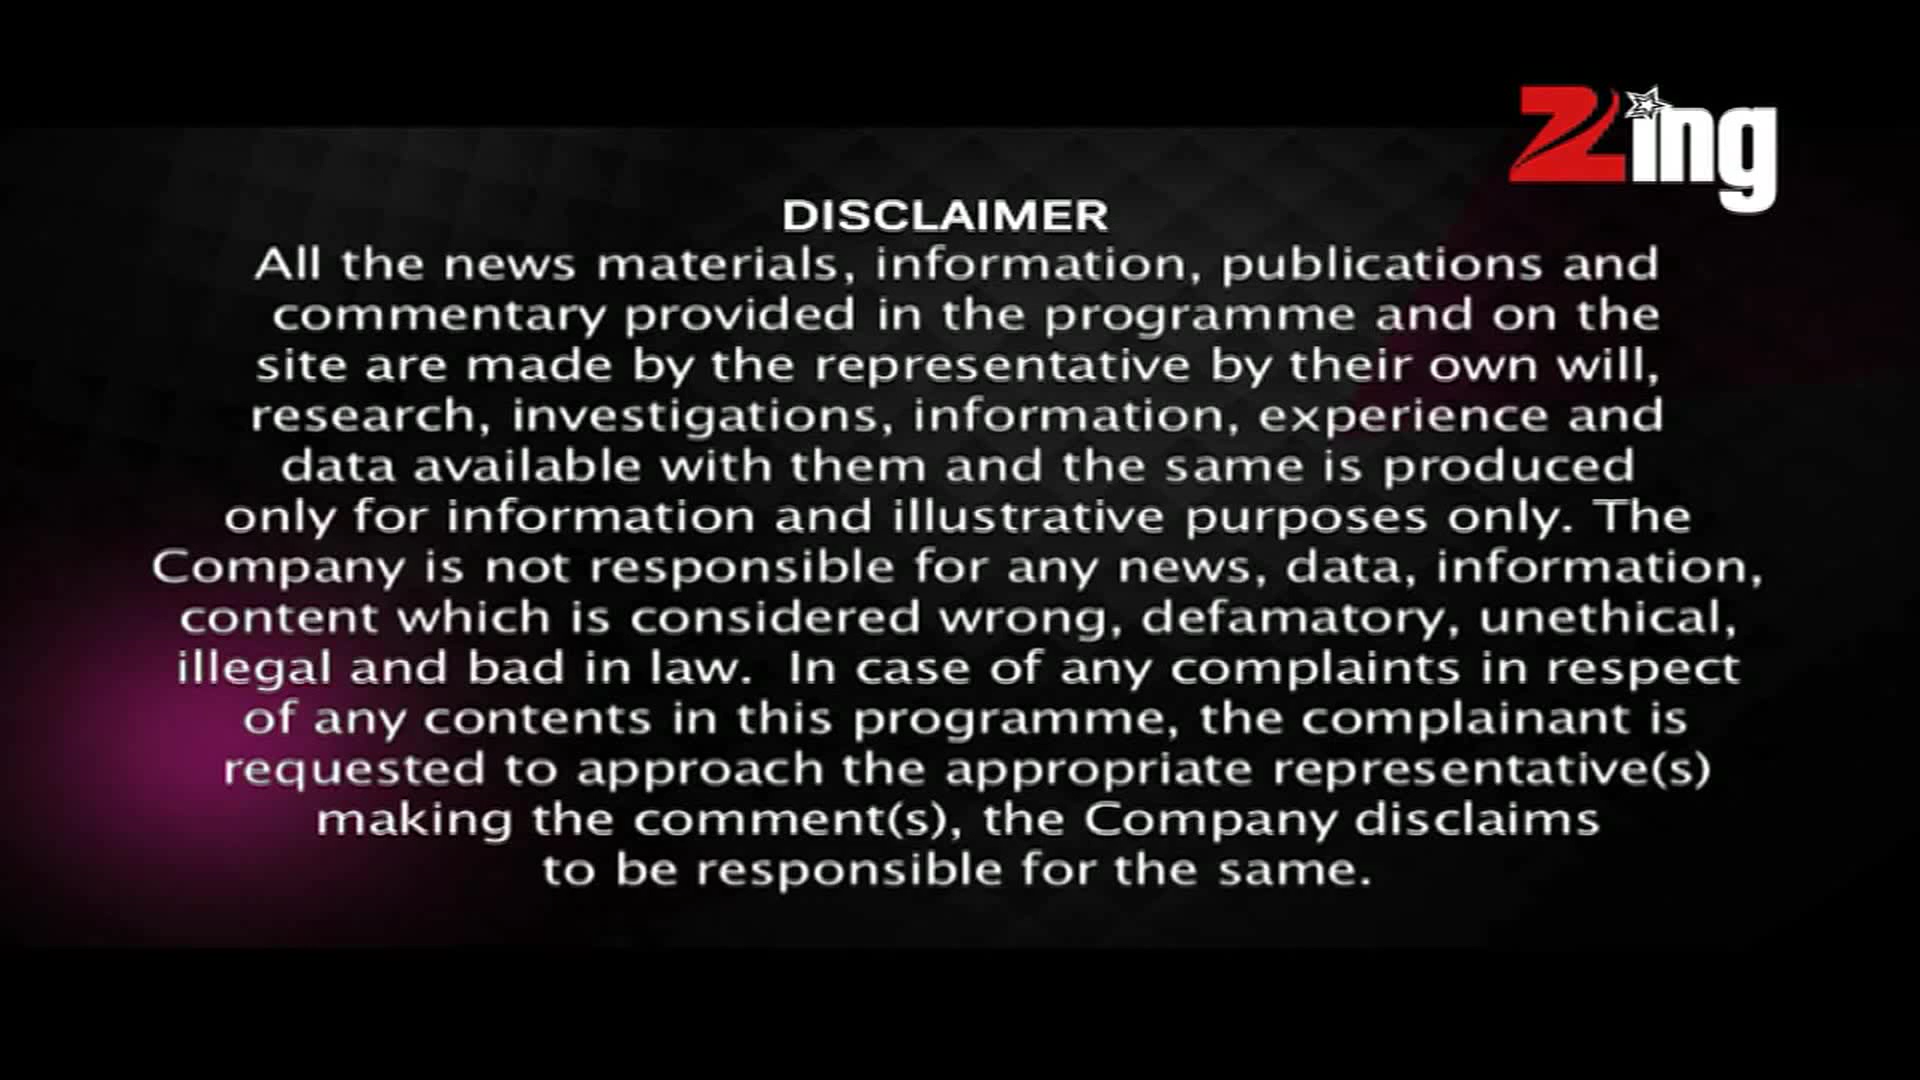 Zing
DISCLAIMER
All the news materials, information, publications and
commentary provided in the programme and on the
site are made by the representative by their own will,
research, investigations, information, experience and
data available with them and the same is produced
only for information and illustrative purposes only. The
Company is not responsible for any news, data, information,
content which is considered wrong, defamatory, unethical,
illegal and bad in law.  In case of any complaints in respect
of any contents in this programme, the complainant is
requested to approach the appropriate representative(s)
making the comment(s), the Company disclaims
to be responsible for the same.